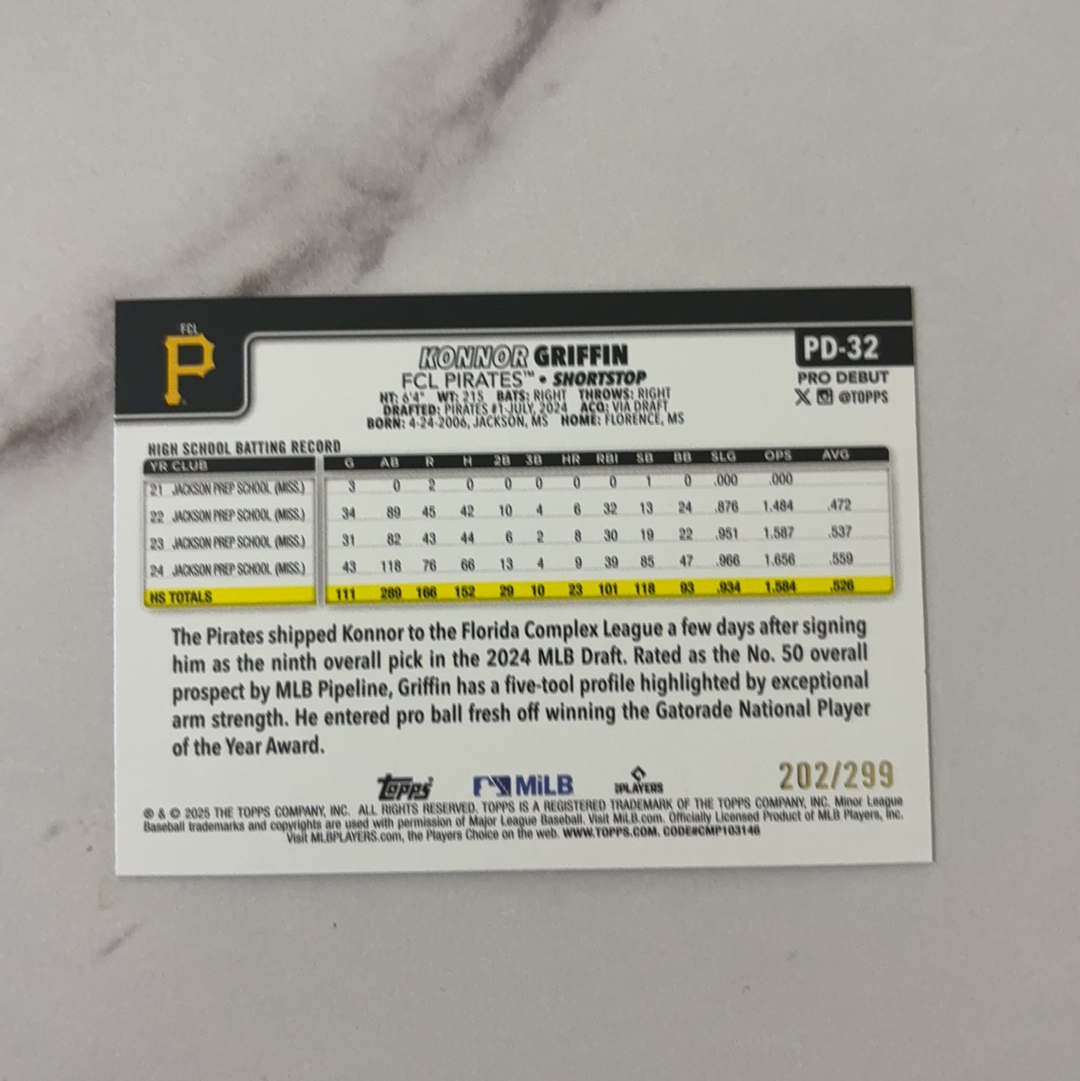 FCL
P
KONNOR GRIFFIN
FCL PIRATES™ • SHORTSTOP
HT: 6'4" WT: 215 BATS: RIGHT THROWS: RIGHT
DRAFTED: PIRATES #1-JULY, 2024 ACQ: VIA DRAFT
BORN: 4-24-2006, JACKSON, MS HOME: FLORENCE, MS
PD-32
PRO DEBUT
X @TOPPS
HIGH SCHOOL BATTING RECORD
YR CLUB G AB R H 2B 3B HR RBI SB BB SLG OPS AVG
21 JACKSON PREP SCHOOL (MISS.) 3 0 2 0 0 0 0 0 1 0 .000 .000
22 JACKSON PREP SCHOOL (MISS.) 34 89 45 42 10 4 6 32 13 24 .876 1.484 .472
23 JACKSON PREP SCHOOL (MISS.) 31 82 43 44 6 2 8 30 19 22 .951 1.587 .537
24 JACKSON PREP SCHOOL (MISS.) 43 118 76 66 13 4 9 39 85 47 .966 1.656 .559
HS TOTALS 111 289 166 152 29 10 23 101 118 93 .934 1.584 .526
The Pirates shipped Konnor to the Florida Complex League a few days after signing
him as the ninth overall pick in the 2024 MLB Draft. Rated as the No. 50 overall
prospect by MLB Pipeline, Griffin has a five-tool profile highlighted by exceptional
arm strength. He entered pro ball fresh off winning the Gatorade National Player
of the Year Award.
202/299
Topps MiLB PLAYERS
® & © 2025 THE TOPPS COMPANY, INC. ALL RIGHTS RESERVED. TOPPS IS A REGISTERED TRADEMARK OF THE TOPPS COMPANY, INC. Minor League
Baseball trademarks and copyrights are used with permission of Major League Baseball. Visit MiLB.com. Officially Licensed Product of MLB Players, Inc.
Visit MLBPLAYERS.com, the Players Choice on the web. WWW.TOPPS.COM. CODE#CMP103146